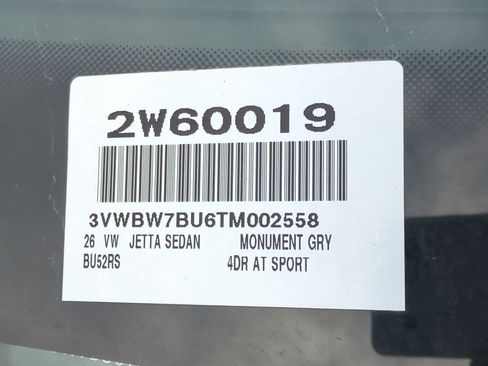 2W60019
3VWBW7BU6TM002558
26 VW JETTA SEDAN MONUMENT GRY
BU52RS 4DR AT SPORT